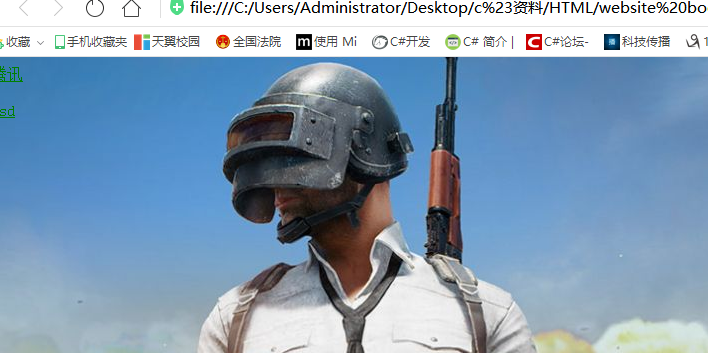 file:///C:/Users/Administrator/Desktop/c%23资料/HTML/website%20bo
收藏 手机收藏夹 天翼校园 全国法院 m 使用 Mi C#开发 C# 简介 | C#论坛- 科技传播 1
腾讯
sd